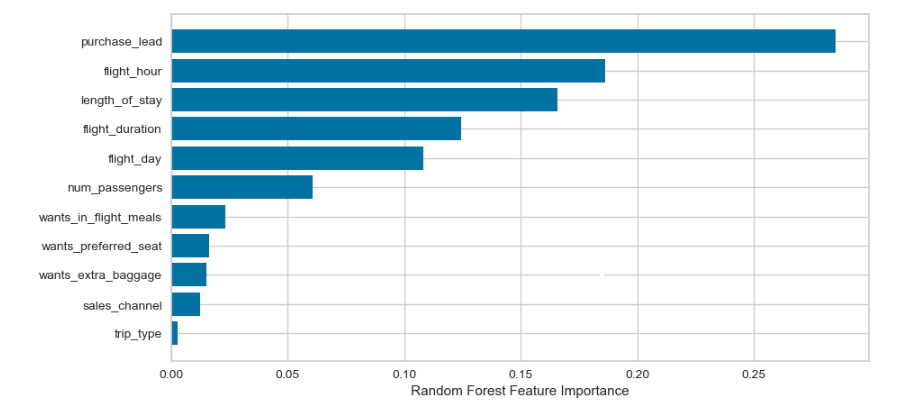 purchase_lead
flight_hour
length_of_stay
flight_duration
flight_day
num_passengers
wants_in_flight_meals
wants_preferred_seat
wants_extra_baggage
sales_channel
trip_type
0.00 0.05 0.10 0.15 0.20 0.25
Random Forest Feature Importance